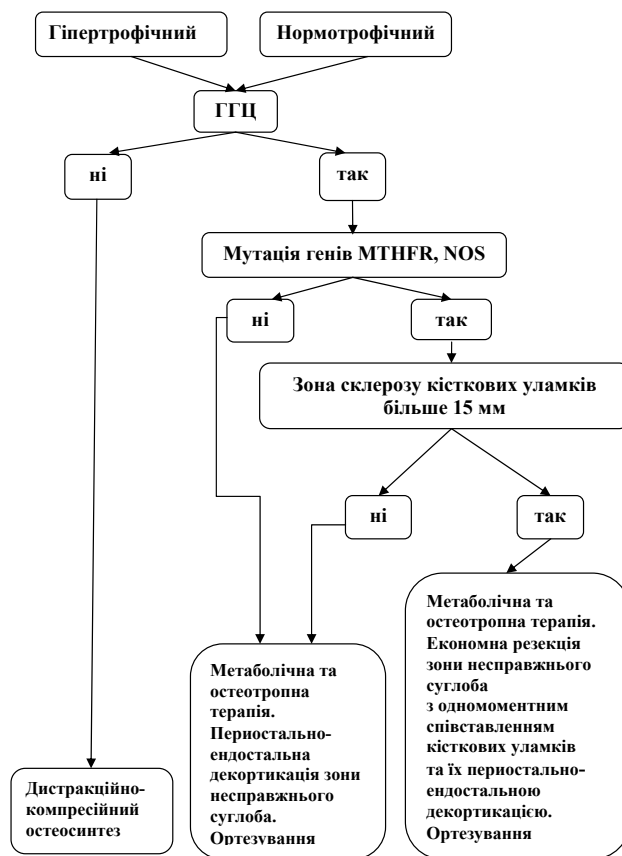 Гіпертрофічний
Нормотрофічний
ГГЦ
ні
так
Мутація генів MTHFR, NOS
ні
так
Зона склерозу кісткових уламків
більше 15 мм
ні
так
Метаболічна та
остеотропна
терапія.
Периостально-
ендостальна
декортикація зони
несправжнього
суглоба.
Ортезування
Метаболічна та
остеотропна терапія.
Економна резекція
зони несправжнього
суглоба
з одномоментним
співставленням
кісткових уламків
та їх периостально-
ендостальною
декортикацією.
Ортезування
Дистракційно-
компресійний
остеосинтез